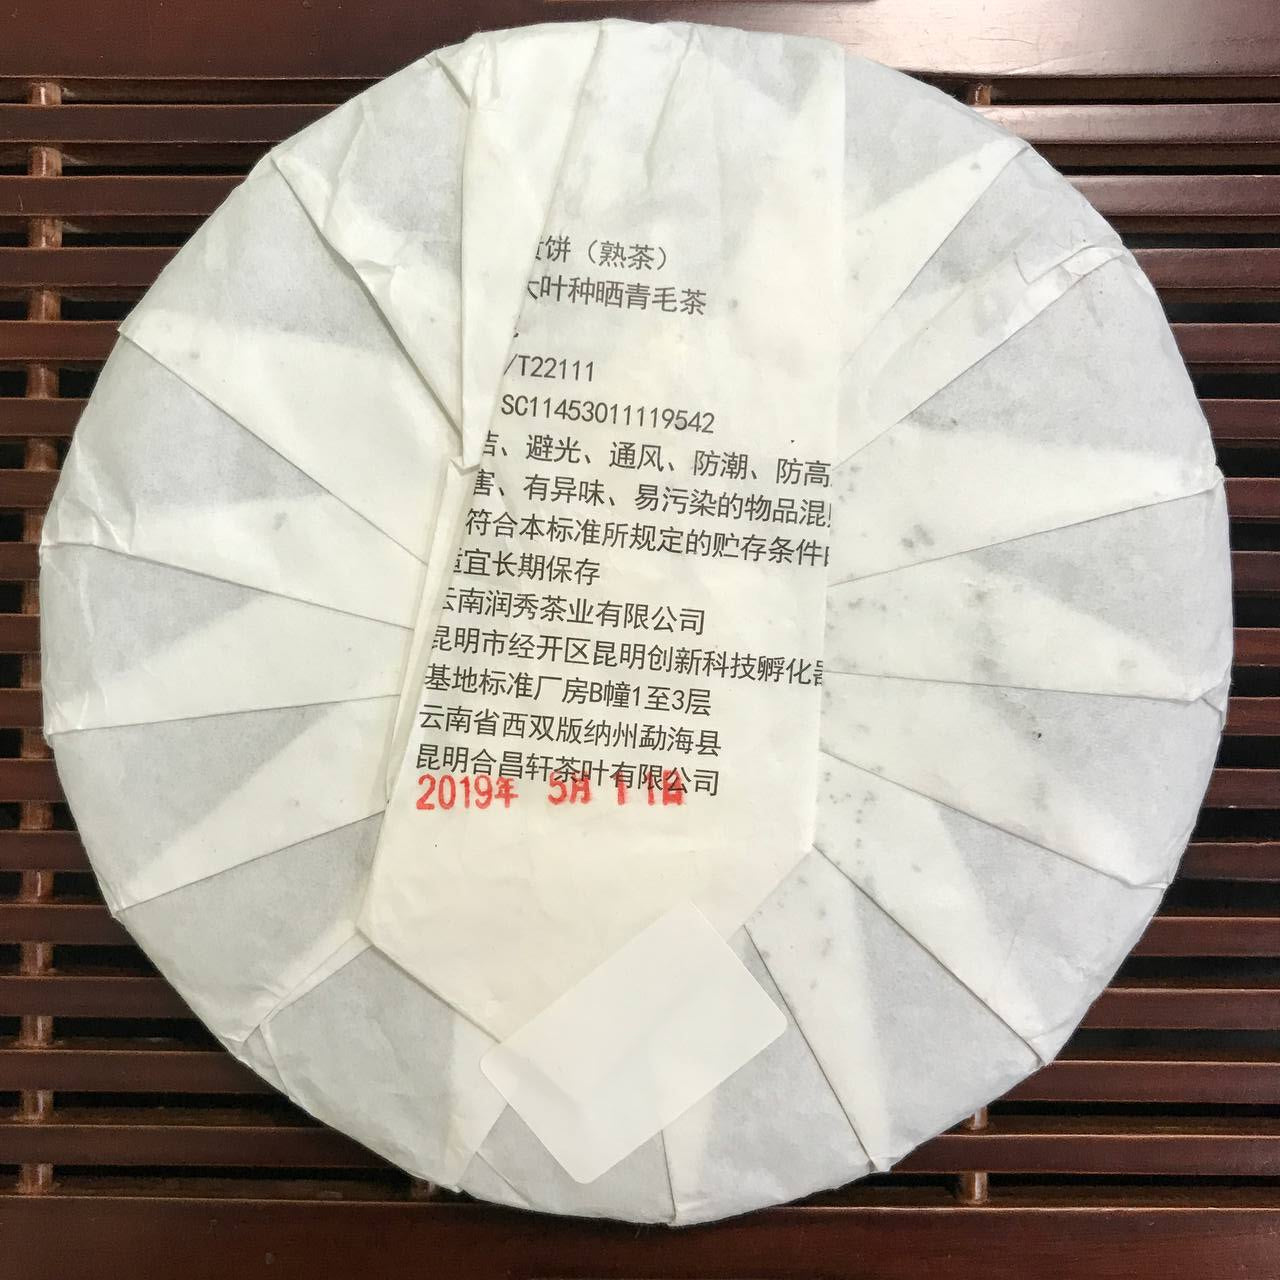 饼（熟茶）
大叶种晒青毛茶
/T22111
SC11453011119542
洁、避光、通风、防潮、防高
害、有异味、易污染的物品混
符合本标准所规定的贮存条件
适宜长期保存
云南润秀茶业有限公司
昆明市经开区昆明创新科技孵化器
基地标准厂房B幢1至3层
云南省西双版纳州勐海县
昆明合昌轩茶叶有限公司
2019年 5月 11日